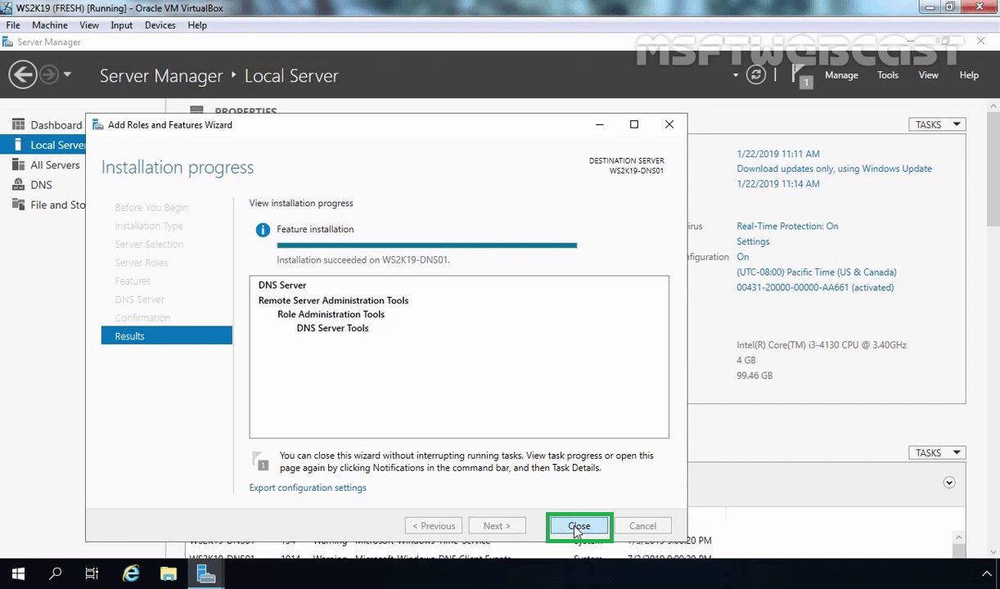 WS2K19 (FRESH) [Running] - Oracle VM VirtualBox
File Machine View Input Devices Help
Server Manager
MSFTWEBCAST
Server Manager ‣ Local Server
1
Manage Tools View Help
Dashboard
Local Serve
All Servers
DNS
File and Sto
PROPERTIES
TASKS
Add Roles and Features Wizard
Installation progress
DESTINATION SERVER
WS2K19-DNS01
Before You Begin
Installation Type
Server Selection
Server Roles
Features
DNS Server
Confirmation
Results
View installation progress
Feature installation
Installation succeeded on WS2K19-DNS01.
DNS Server
Remote Server Administration Tools
Role Administration Tools
DNS Server Tools
1
You can close this wizard without interrupting running tasks. View task progress or open this
page again by clicking Notifications in the command bar, and then Task Details.
Export configuration settings
< Previous
Next >
Close
Cancel
1/22/2019 11:11 AM
Download updates only, using Windows Update
1/22/2019 11:14 AM
irus Real-Time Protection: On
Settings
figuration On
(UTC-08:00) Pacific Time (US & Canada)
00431-20000-00000-AA661 (activated)
Intel(R) Core(TM) i3-4130 CPU @ 3.40GHz
4 GB
99.46 GB
TASKS